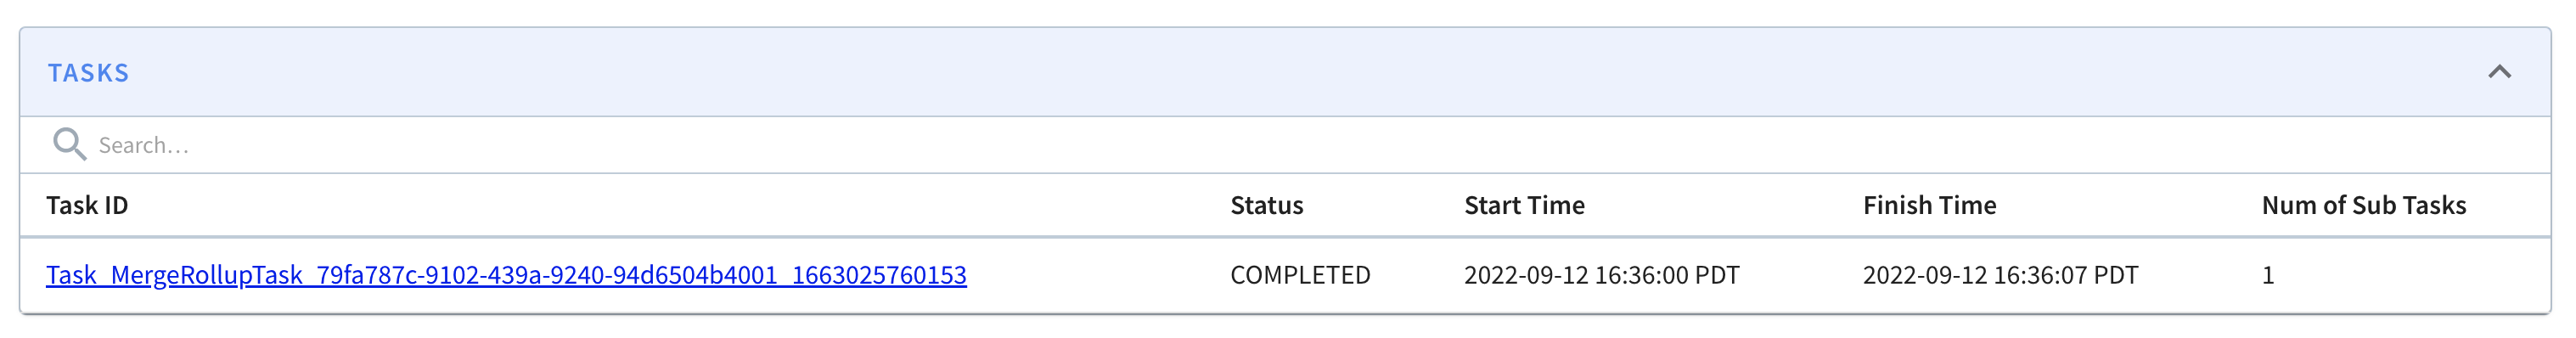 TASKS
Search…
Task ID Status Start Time Finish Time Num of Sub Tasks
Task_MergeRollupTask_79fa787c-9102-439a-9240-94d6504b4001_1663025760153 COMPLETED 2022-09-12 16:36:00 PDT 2022-09-12 16:36:07 PDT 1